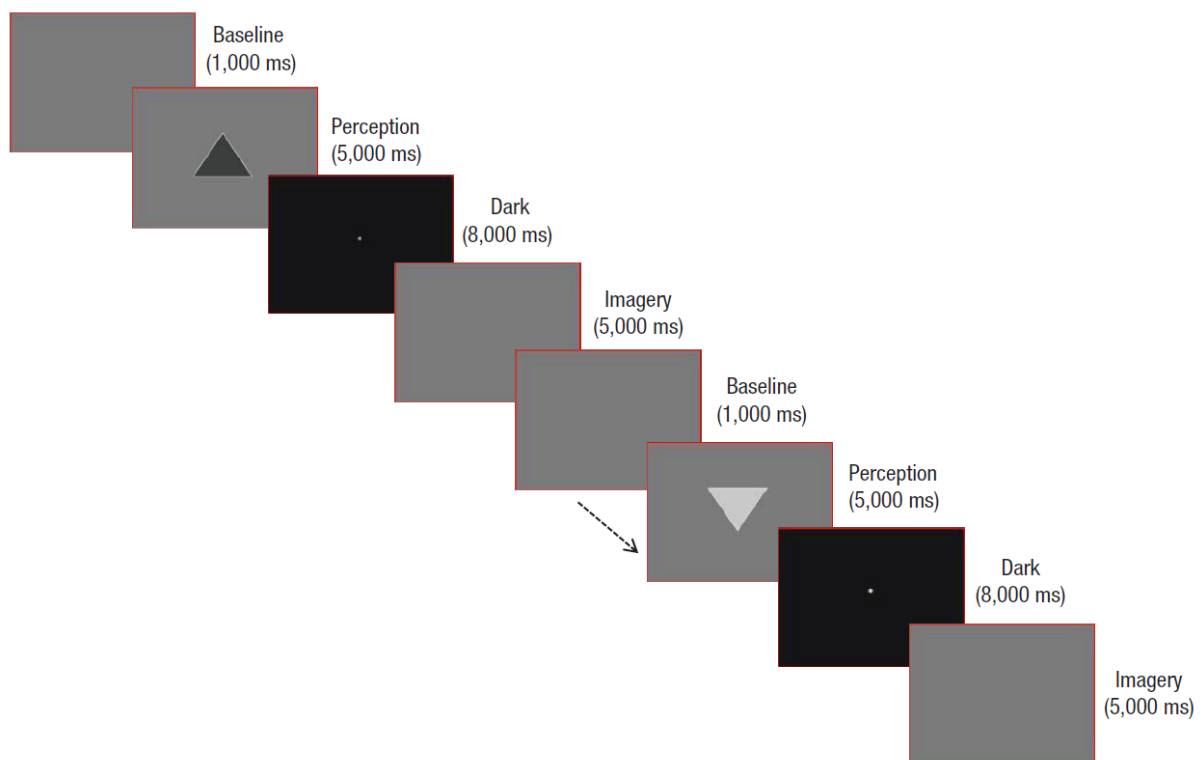 Baseline
(1,000 ms)
Perception
(5,000 ms)
Dark
(8,000 ms)
Imagery
(5,000 ms)
Baseline
(1,000 ms)
Perception
(5,000 ms)
Dark
(8,000 ms)
Imagery
(5,000 ms)